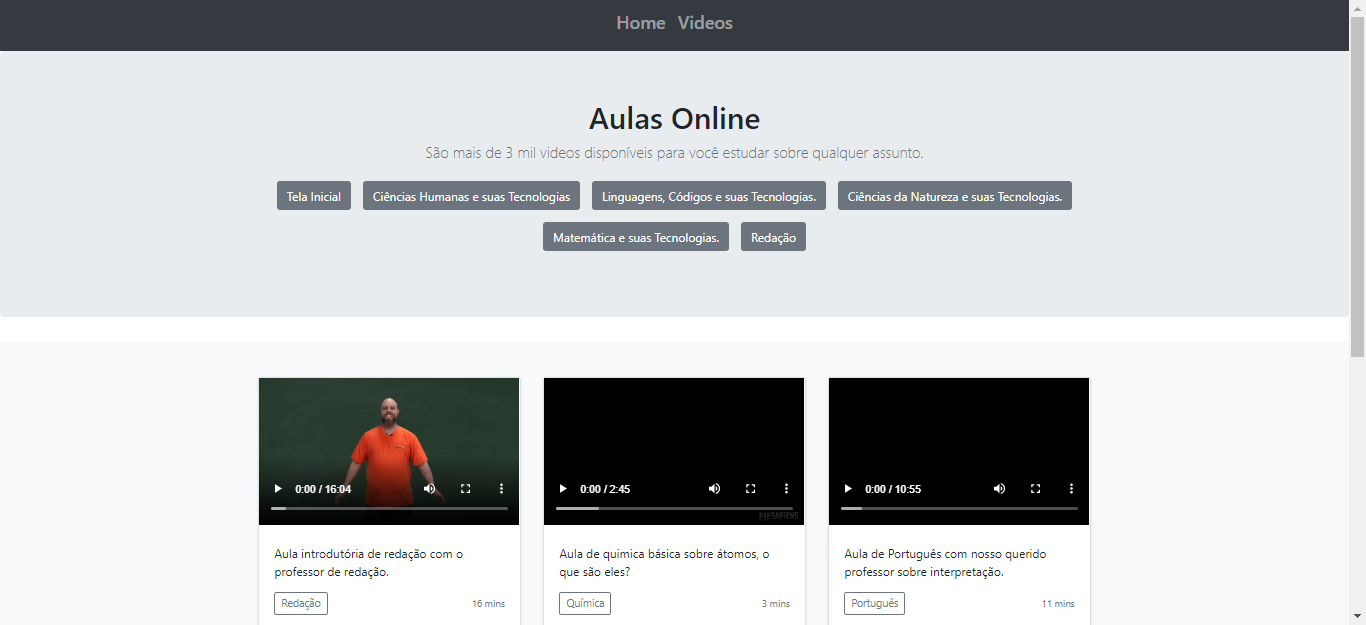 Home Videos
Aulas Online
São mais de 3 mil videos disponíveis para você estudar sobre qualquer assunto.
Tela Inicial Ciências Humanas e suas Tecnologias Linguagens, Códigos e suas Tecnologias. Ciências da Natureza e suas Tecnologias.
Matemática e suas Tecnologias. Redação
0:00 / 16:04 0:00 / 2:45 0:00 / 10:55
Aula introdutória de redação com o
professor de redação.
Redação 16 mins
Aula de quimica básica sobre átomos, o
que são eles?
Química 3 mins
Aula de Português com nosso querido
professor sobre interpretação.
Português 11 mins